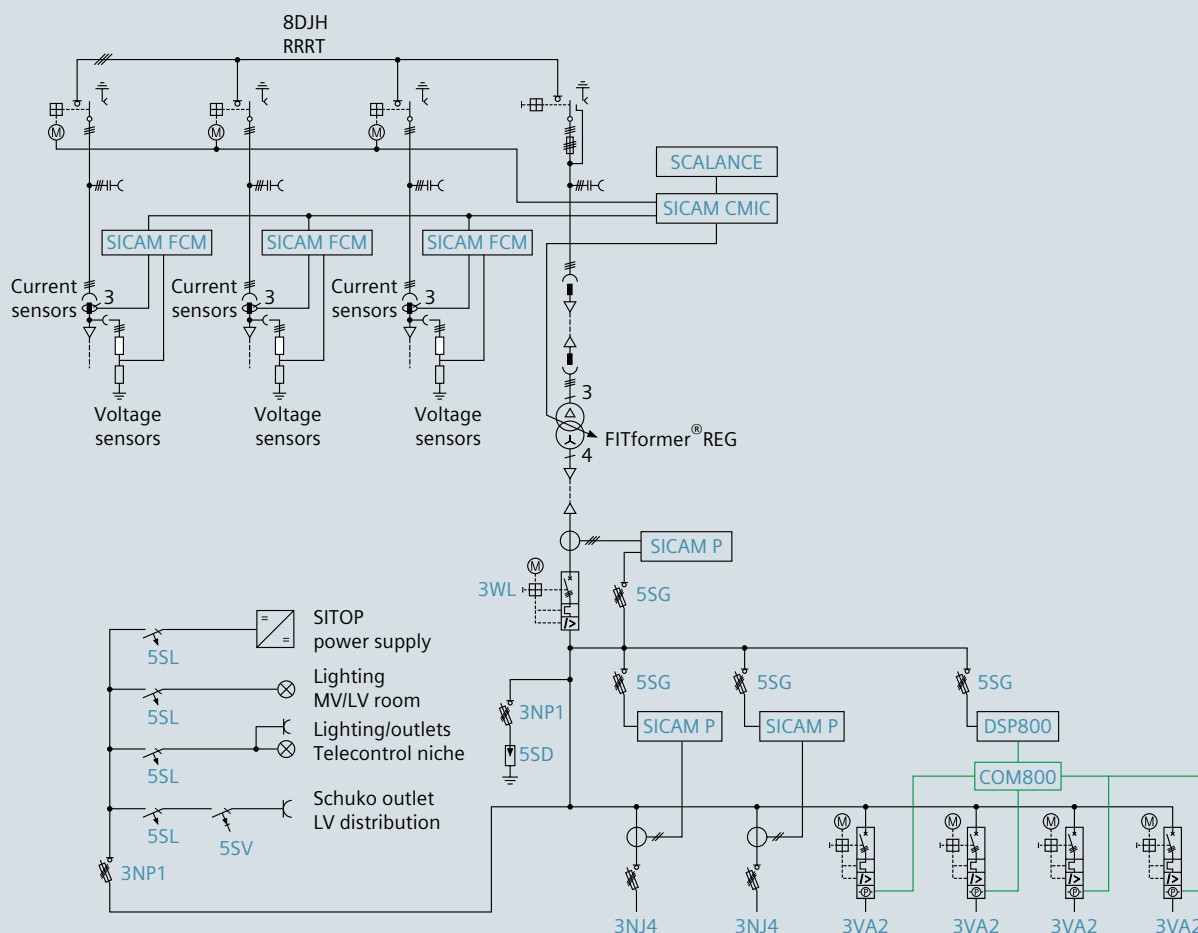 8DJH
RRRT
M
M
M
SCALANCE
SICAM CMIC
SICAM FCM
SICAM FCM
SICAM FCM
Current
sensors
3
Current
sensors
3
Current
sensors
3
Voltage
sensors
Voltage
sensors
Voltage
sensors
3
FITformer®REG
4
SICAM P
M
3WL
I>
5SG
SITOP
power supply
5SL
Lighting
MV/LV room
5SL
Lighting/outlets
Telecontrol niche
5SL
Schuko outlet
LV distribution
5SL
5SV
3NP1
5SG
5SG
5SG
3NP1
5SD
SICAM P
SICAM P
DSP800
COM800
M
M
M
M
I>
I>
I>
I>
P
P
P
P
3NJ4
3NJ4
3VA2
3VA2
3VA2
3VA2